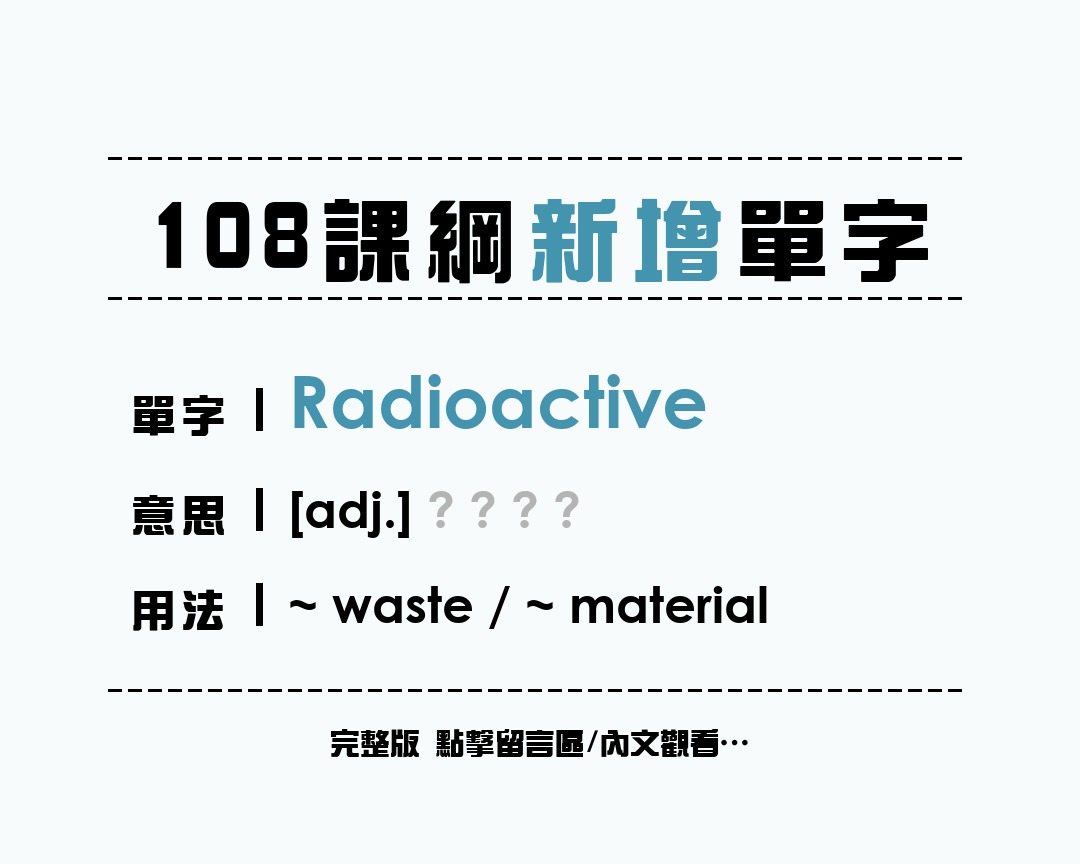 108課綱新增單字
單字 | Radioactive
意思 | [adj.] ????
用法 | ~ waste / ~ material
完整版 點擊留言區/內文觀看…